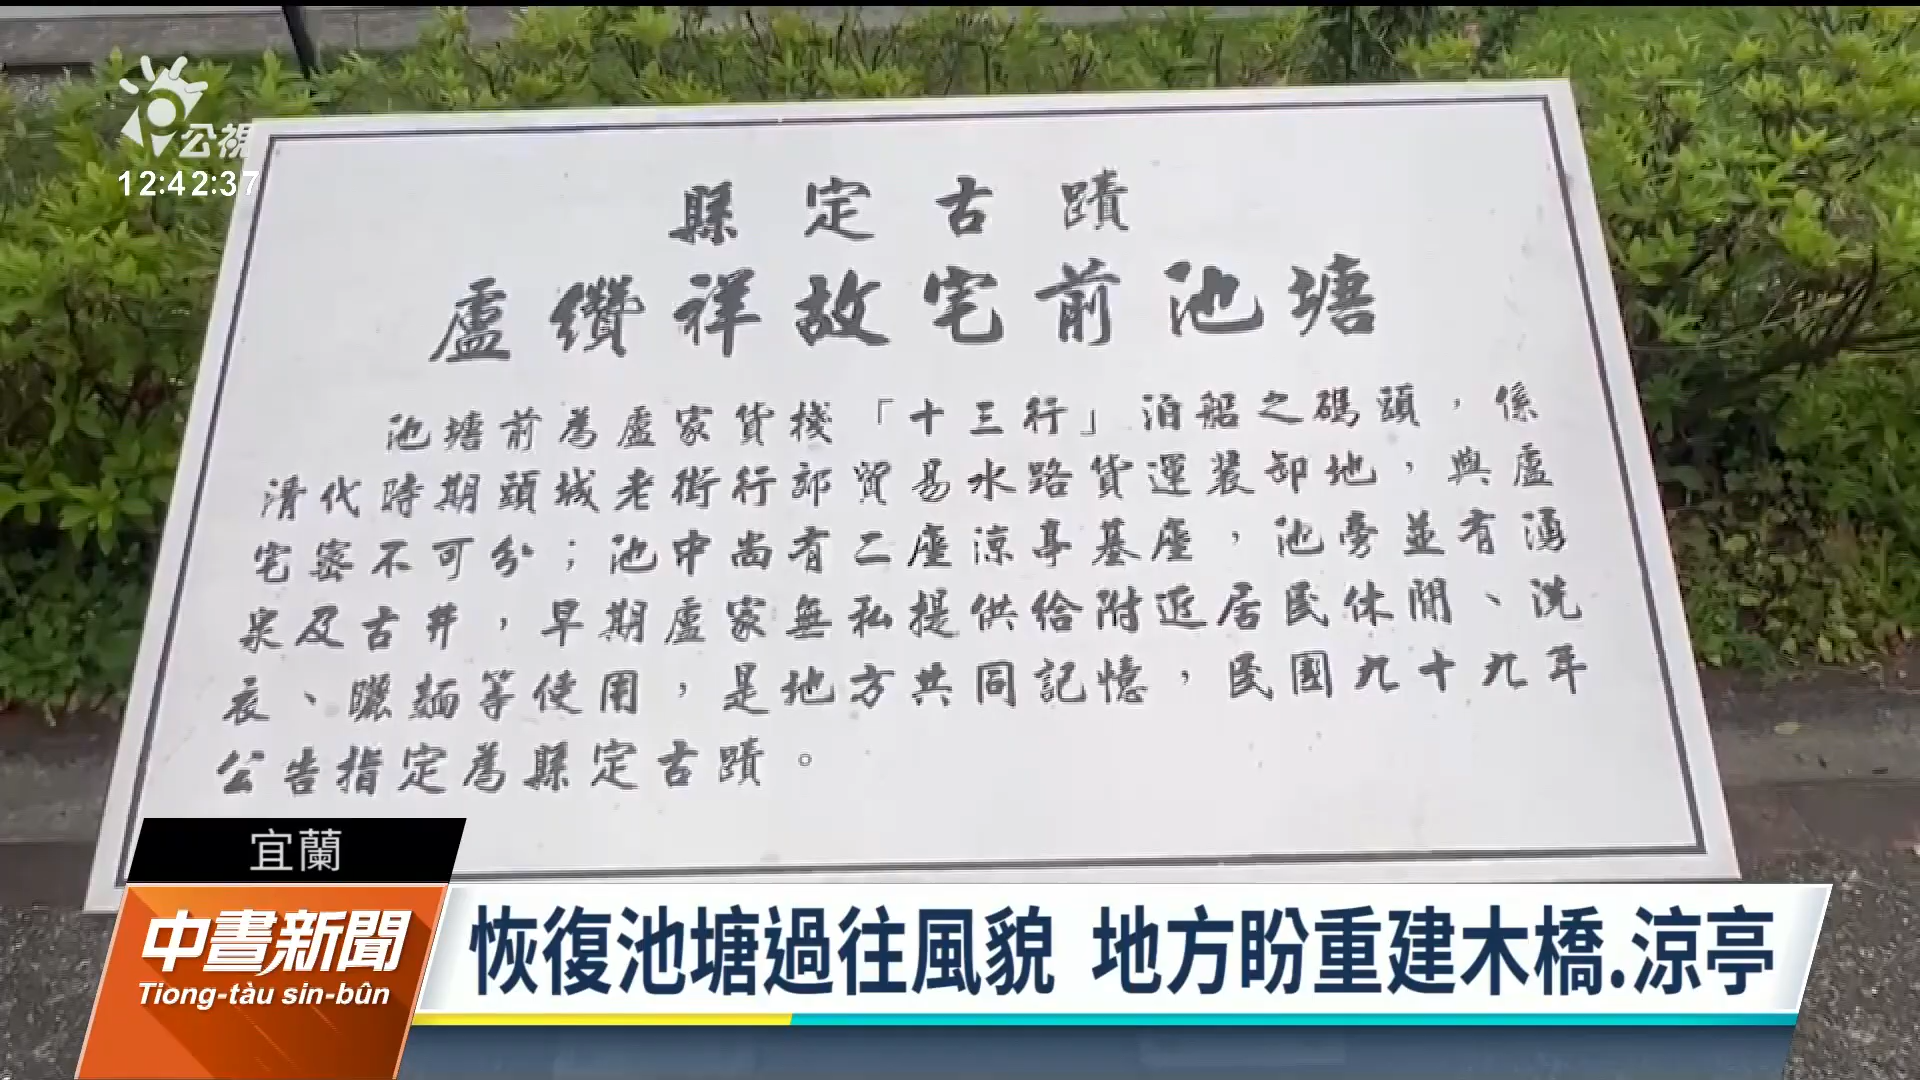 公視
12:42:37
縣定古蹟
盧纘祥故宅前池塘
池塘前為盧家貨棧「十三行」泊船之碼頭，係
清代時期頭城老街行郊貿易水路貨運裝卸地，與盧
宅密不可分；池中尚有二座涼亭基座，池旁並有湧
泉及古井，早期盧家無私提供給附近居民休閒、洗
衣、曬麵等使用，是地方共同記憶，民國九十九年
公告指定為縣定古蹟。
宜蘭
中晝新聞
Tiong-tàu sin-bûn
恢復池塘過往風貌 地方盼重建木橋.涼亭